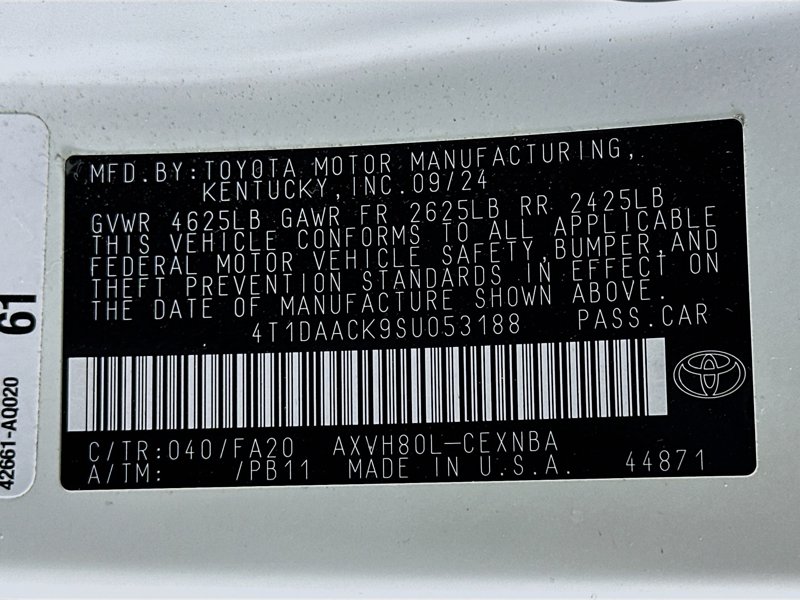 MFD.BY:TOYOTA MOTOR MANUFACTURING,
KENTUCKY,INC.09/24
GVWR 4625LB GAWR FR 2625LB RR 2425LB
THIS VEHICLE CONFORMS TO ALL APPLICABLE
FEDERAL MOTOR VEHICLE SAFETY,BUMPER,AND
THEFT PREVENTION STANDARDS IN EFFECT ON
THE DATE OF MANUFACTURE SHOWN ABOVE.
4T1DAACK9SU053188 PASS.CAR
C/TR:040/FA20 AXVH80L-CEXNBA
A/TM: /PB11 MADE IN U.S.A. 44871
61
42661-AQ020